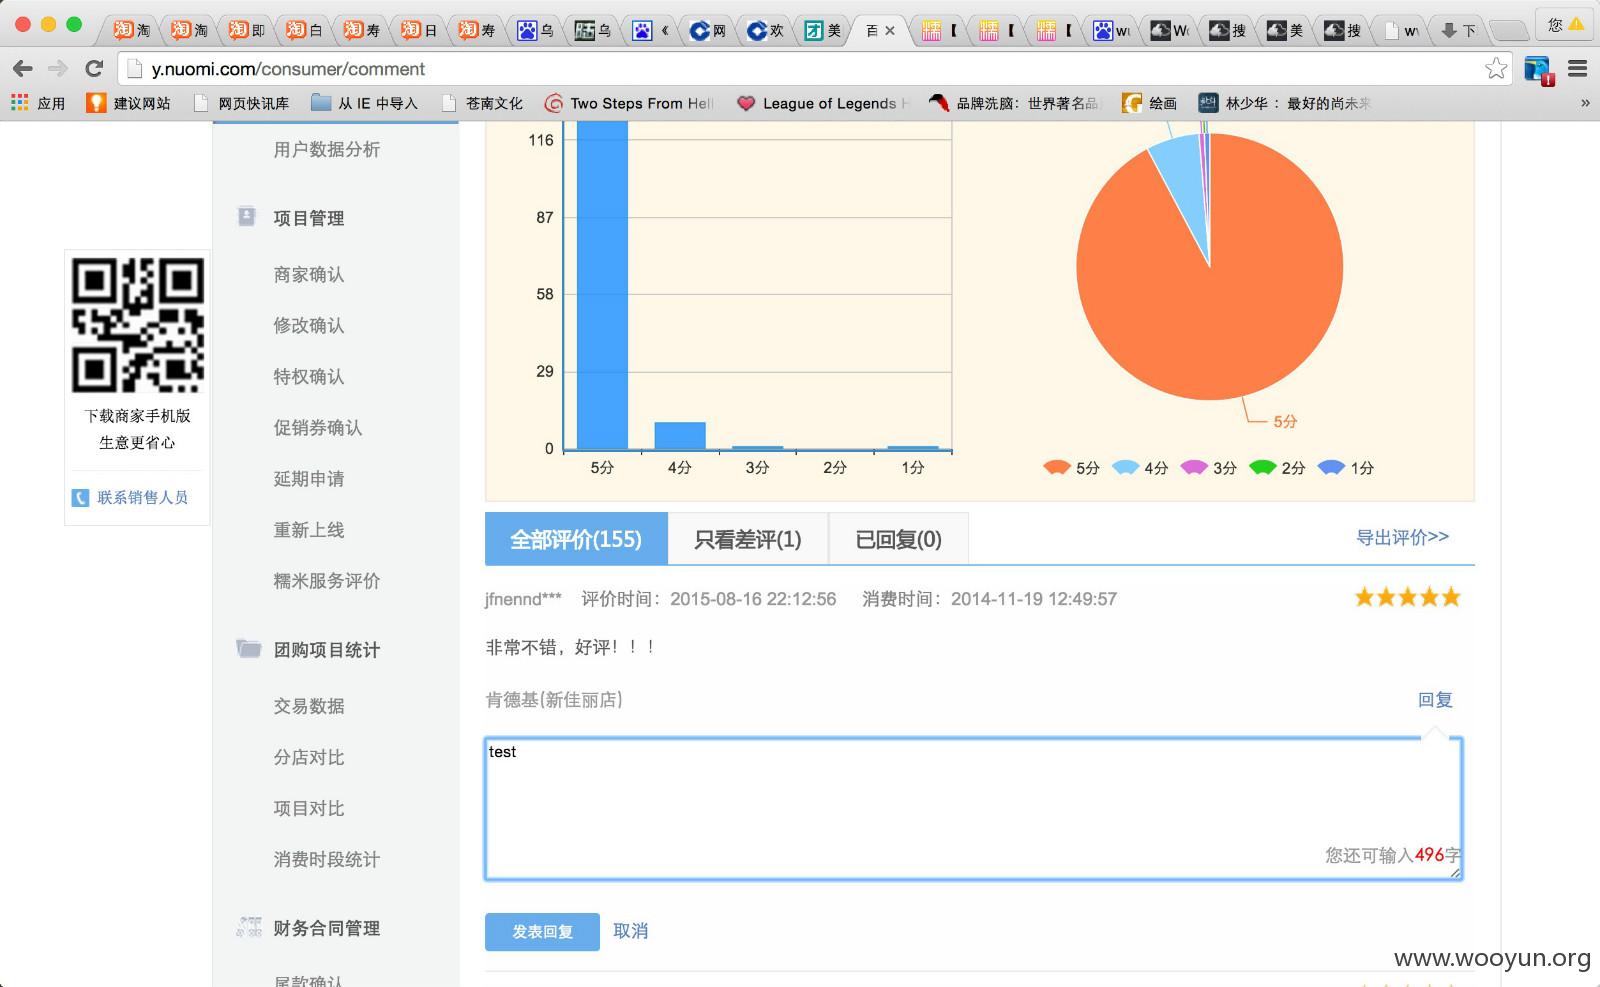 淘 淘 即 白 寿 日 寿 乌 乌 《 网 欢 美 百 【 【 【 wu Wo 搜 美 搜 w 下 您
y.nuomi.com/consumer/comment
应用 建议网站 网页快讯库 从 IE 中导入 苍南文化 Two Steps From Hell League of Legends 品牌洗脑：世界著名品 绘画 林少华：最好的尚未来 »
用户数据分析
项目管理
商家确认
修改确认
特权确认
促销券确认
延期申请
重新上线
糯米服务评价
团购项目统计
交易数据
分店对比
项目对比
消费时段统计
财务合同管理
尾款确认
下载商家手机版
生意更省心
联系销售人员
116
87
58
29
0
5分 4分 3分 2分 1分
5分
5分 4分 3分 2分 1分
全部评价(155) 只看差评(1) 已回复(0) 导出评价>>
jfnennd*** 评价时间：2015-08-16 22:12:56 消费时间：2014-11-19 12:49:57
非常不错，好评！！！
肯德基(新佳丽店) 回复
test
您还可输入496字
发表回复 取消
www.wooyun.org